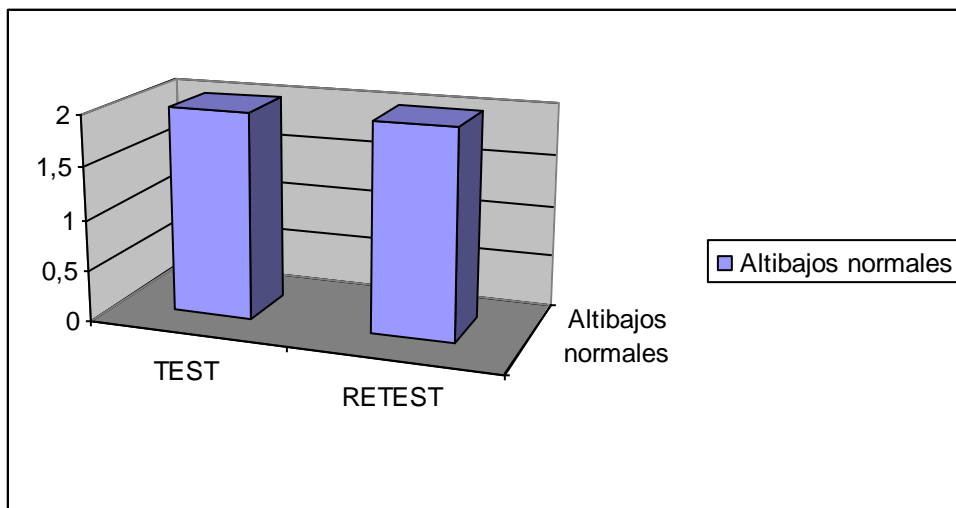 2
1,5
1
0,5
0
TEST
RETEST
Altibajos
normales
Altibajos normales